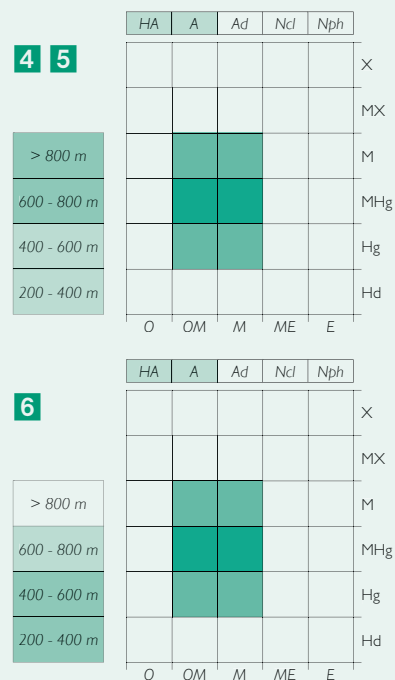 HA A Ad Ncl Nph
4 5
X
MX
> 800 m M
600 - 800 m MHg
400 - 600 m Hg
200 - 400 m Hd
O OM M ME E
HA A Ad Ncl Nph
6
X
MX
> 800 m M
600 - 800 m MHg
400 - 600 m Hg
200 - 400 m Hd
O OM M ME E